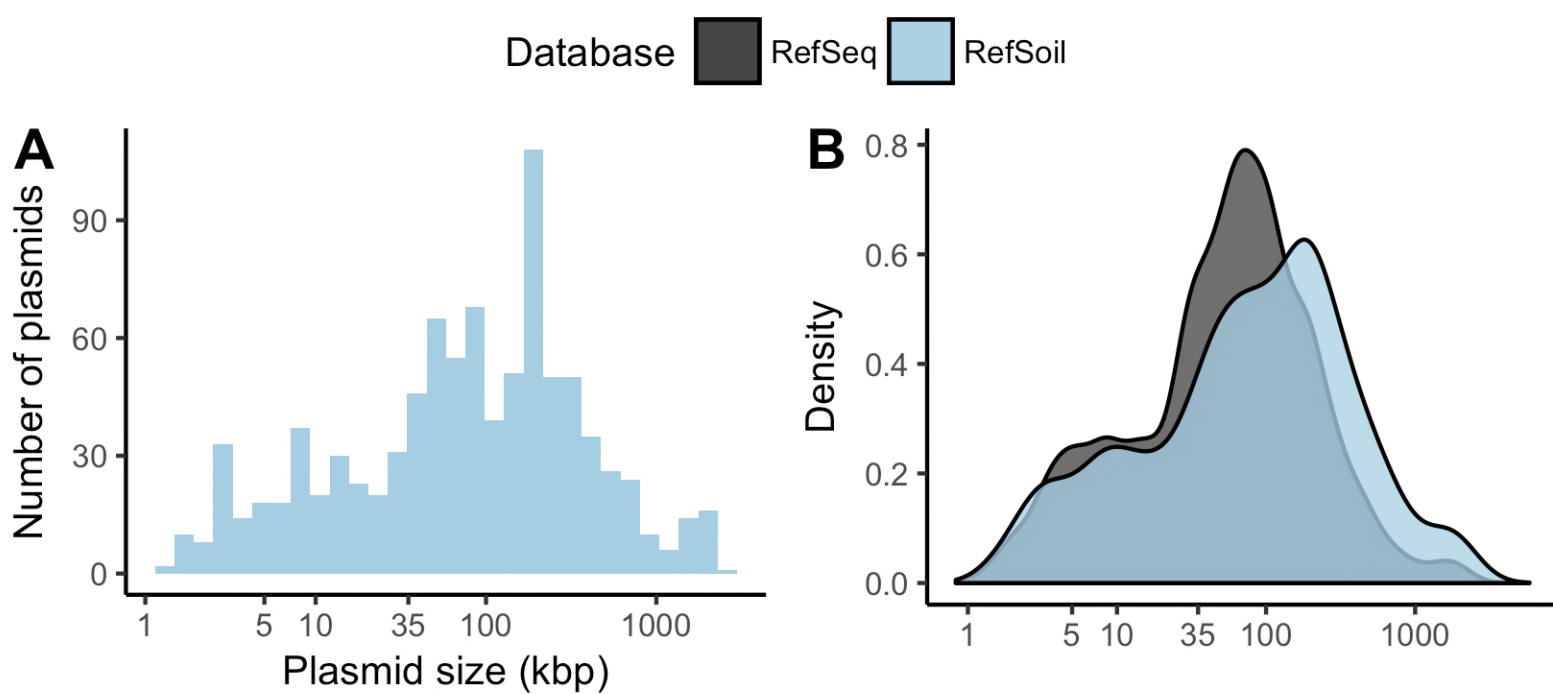 Database RefSeq RefSoil
A
Number of plasmids
90
60
30
0
1 5 10 35 100 1000
Plasmid size (kbp)
B
Density
0.8
0.6
0.4
0.2
0.0
1 5 10 35 100 1000